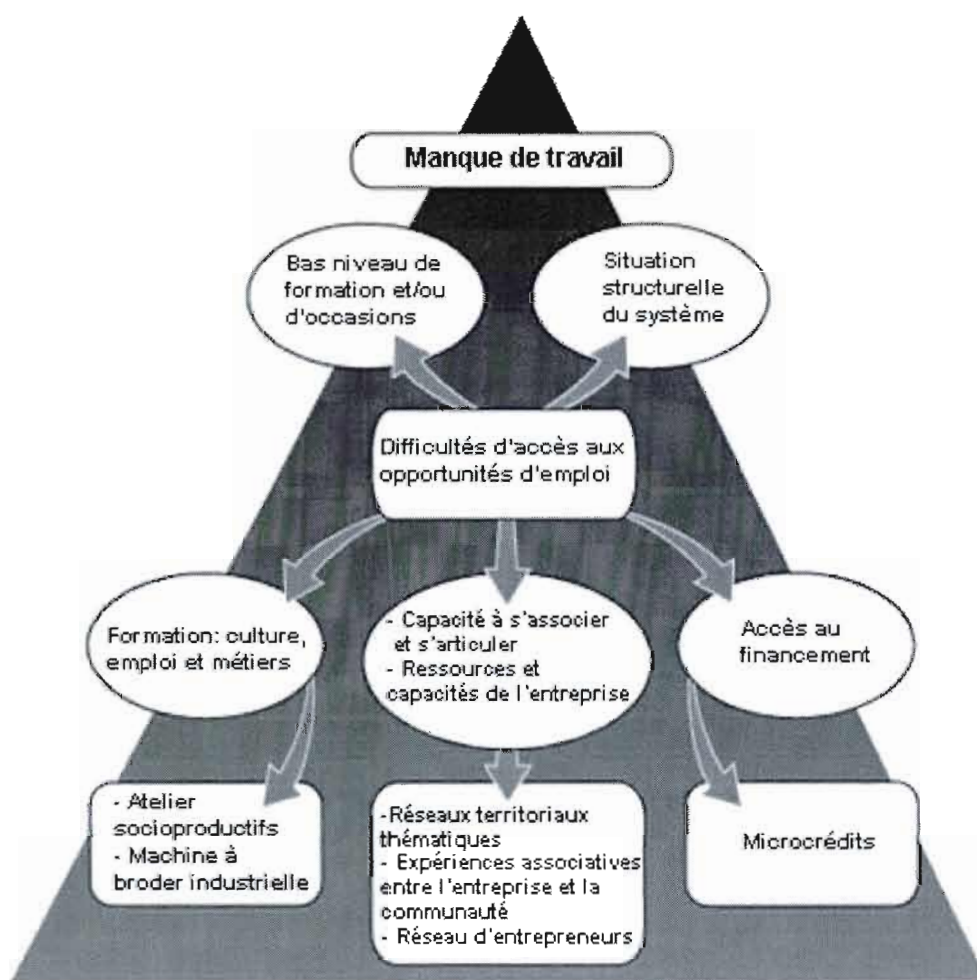 Manque de travail
Bas niveau de
formation et/ou
d'occasions
Situation
structurelle
du système
Difficultés d'accès aux
opportunités d'emploi
Formation: culture,
emploi et métiers
- Capacité à s'associer
et s'articuler
- Ressources et
capacités de l'entreprise
Accès au
financement
- Atelier
socioproductifs
- Machine à
broder industrielle
-Réseaux territoriaux
thématiques
- Expériences associatives
entre l'entreprise et la
communauté
- Réseau d'entrepreneurs
Microcrédits